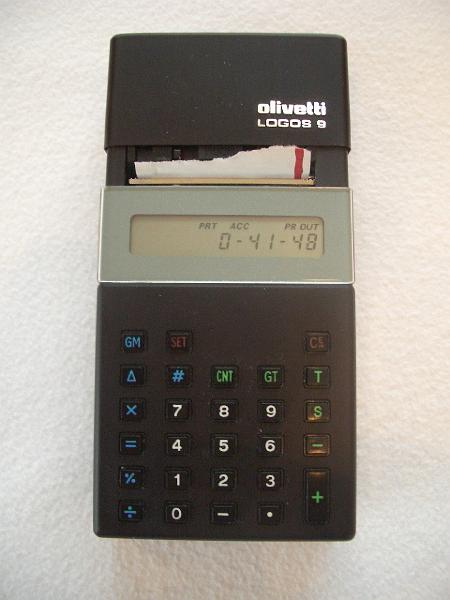 olivetti
LOGOS 9
PRT ACC PR OUT
0-41-48
GM SET CE
Δ # CNT GT T
× 7 8 9 S
= 4 5 6 −
% 1 2 3 +
÷ 0 − .